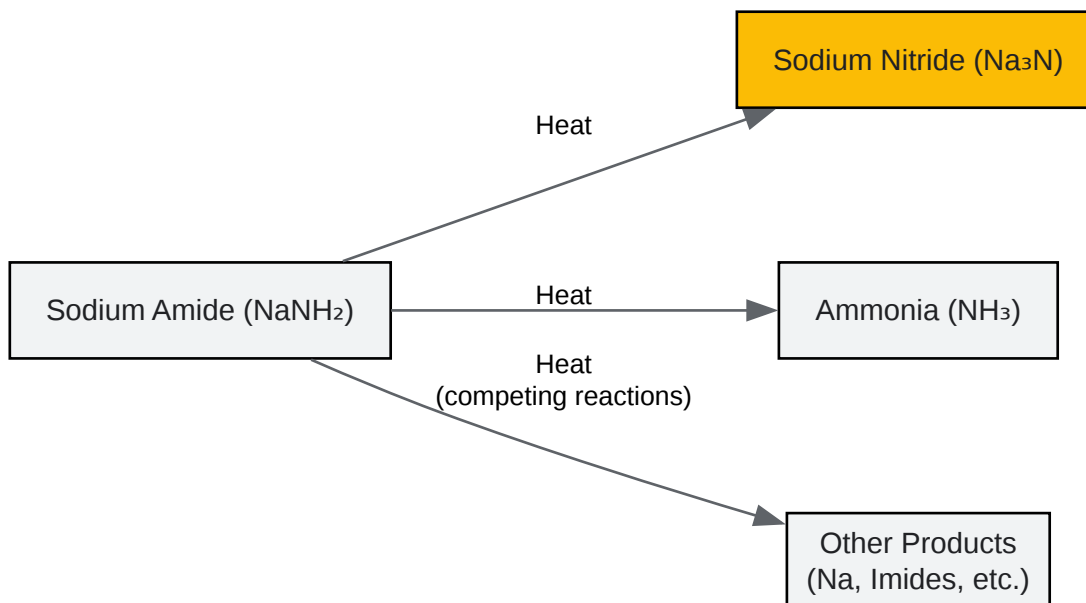 Sodium Nitride (Na₃N)
Heat
Sodium Amide (NaNH₂)
Heat
Ammonia (NH₃)
Heat
(competing reactions)
Other Products
(Na, Imides, etc.)